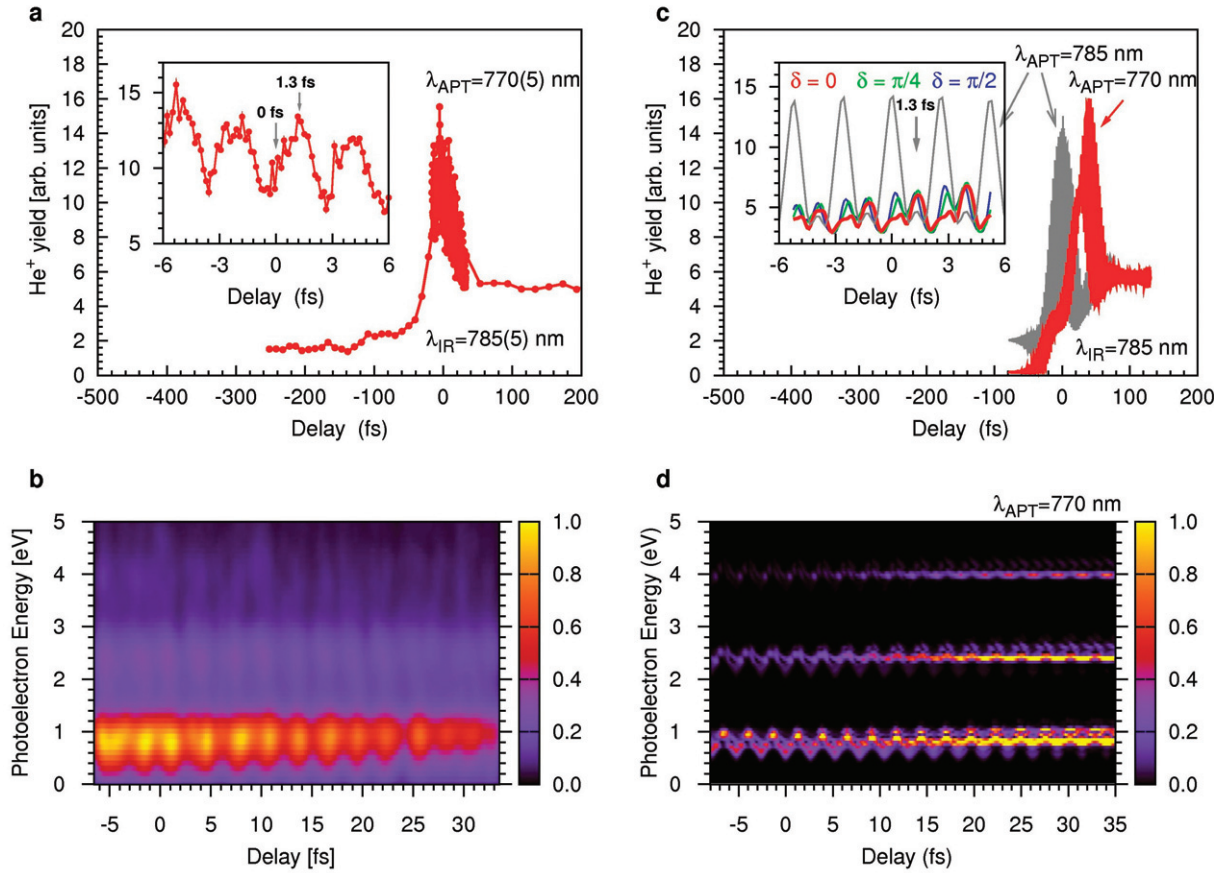 a
He⁺ yield [arb. units]
20
18
16
14
12
10
8
6
4
2
0
-500 -400 -300 -200 -100 0 100 200
Delay (fs)
λAPT=770(5) nm
λIR=785(5) nm
15
10
5
-6 -3 0 3 6
Delay (fs)
1.3 fs
0 fs
c
He⁺ yield [arb. units]
20
18
16
14
12
10
8
6
4
2
0
-500 -400 -300 -200 -100 0 100 200
Delay (fs)
λAPT=785 nm
λAPT=770 nm
λIR=785 nm
δ = 0 δ = π/4 δ = π/2
1.3 fs
15
10
5
-6 -3 0 3 6
Delay (fs)
b
Photoelectron Energy [eV]
5
4
3
2
1
0
-5 0 5 10 15 20 25 30
Delay [fs]
1.0
0.8
0.6
0.4
0.2
0.0
d
λAPT=770 nm
Photoelectron Energy (eV)
5
4
3
2
1
0
-5 0 5 10 15 20 25 30 35
Delay (fs)
1.0
0.8
0.6
0.4
0.2
0.0